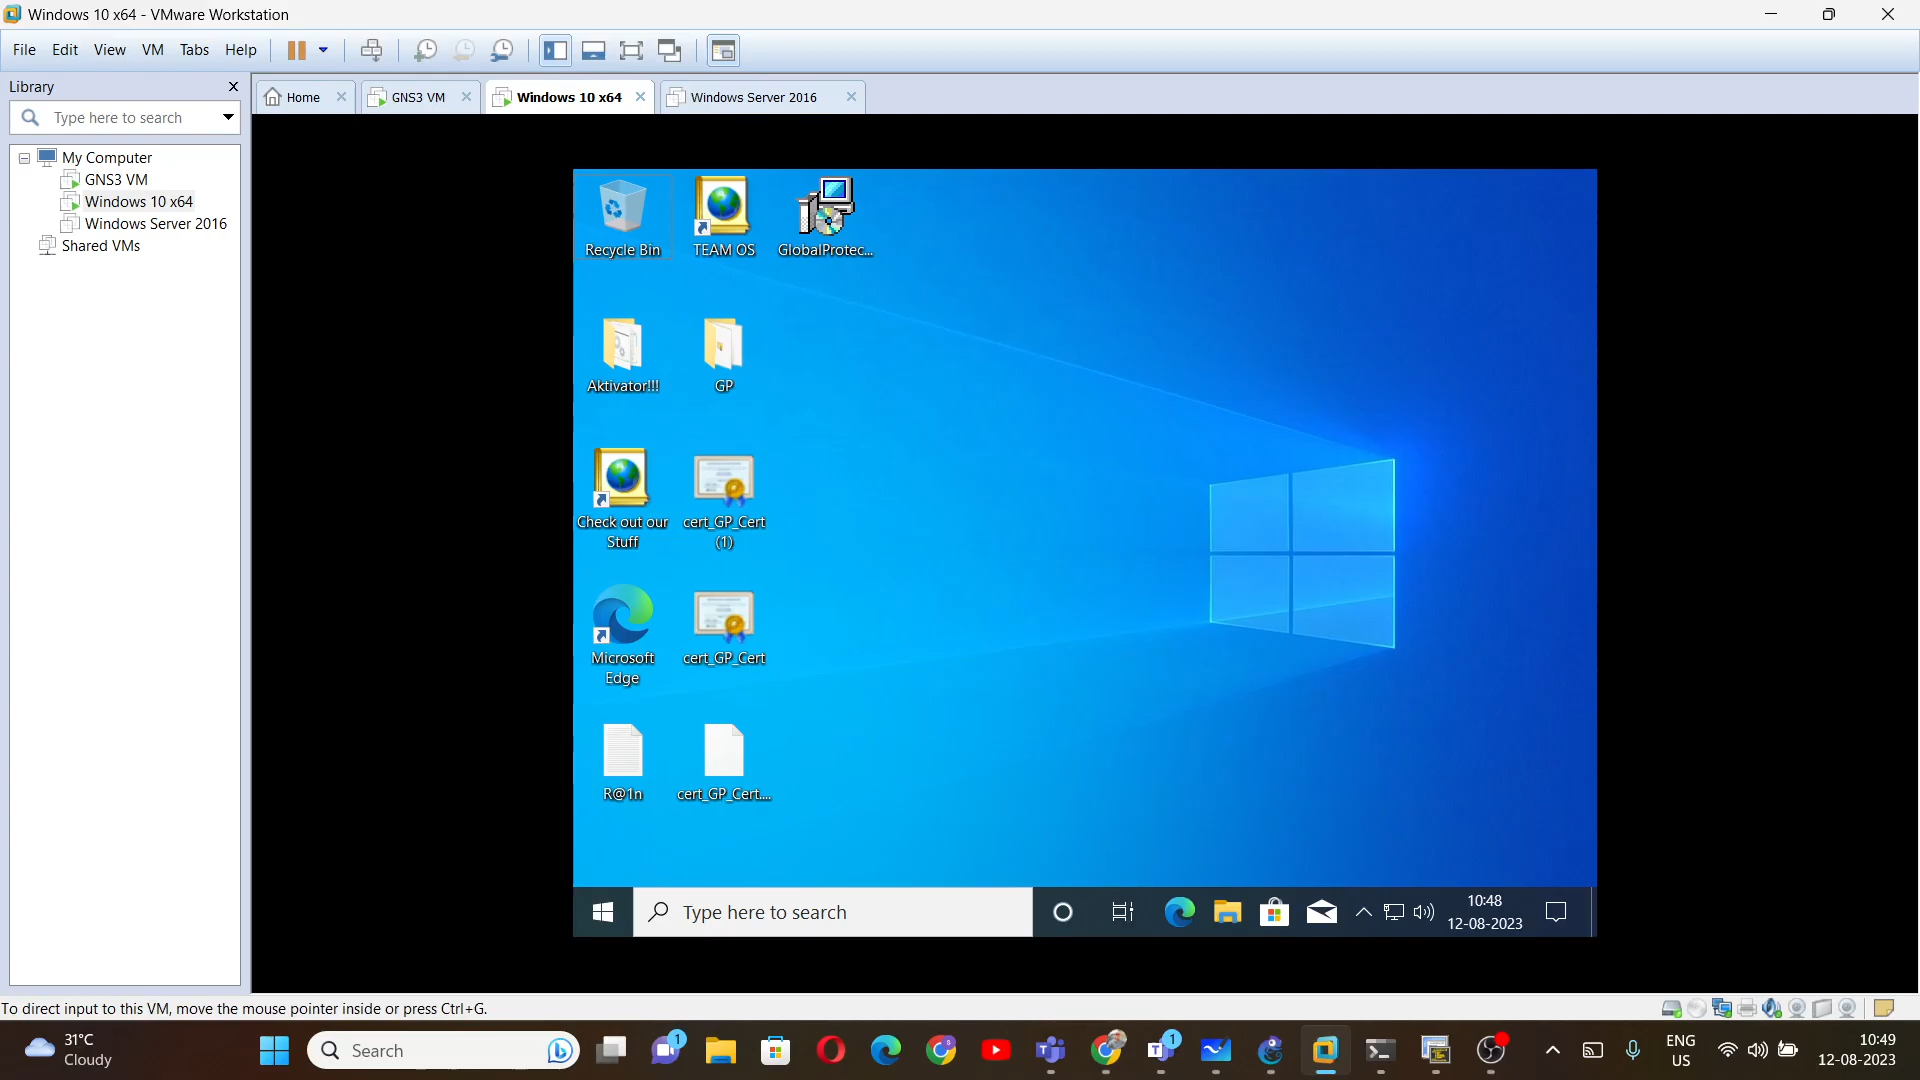 Windows 10 x64 - VMware Workstation
File Edit View VM Tabs Help
Library
Type here to search
My Computer
GNS3 VM
Windows 10 x64
Windows Server 2016
Shared VMs
Home
GNS3 VM
Windows 10 x64
Windows Server 2016
Recycle Bin
TEAM OS
GlobalProtec...
Aktivator!!!
GP
Check out our
Stuff
cert_GP_Cert
(1)
Microsoft
Edge
cert_GP_Cert
R@1n
cert_GP_Cert....
Type here to search
10:48
12-08-2023
To direct input to this VM, move the mouse pointer inside or press Ctrl+G.
31°C
Cloudy
Search
1
1
ENG
US
10:49
12-08-2023